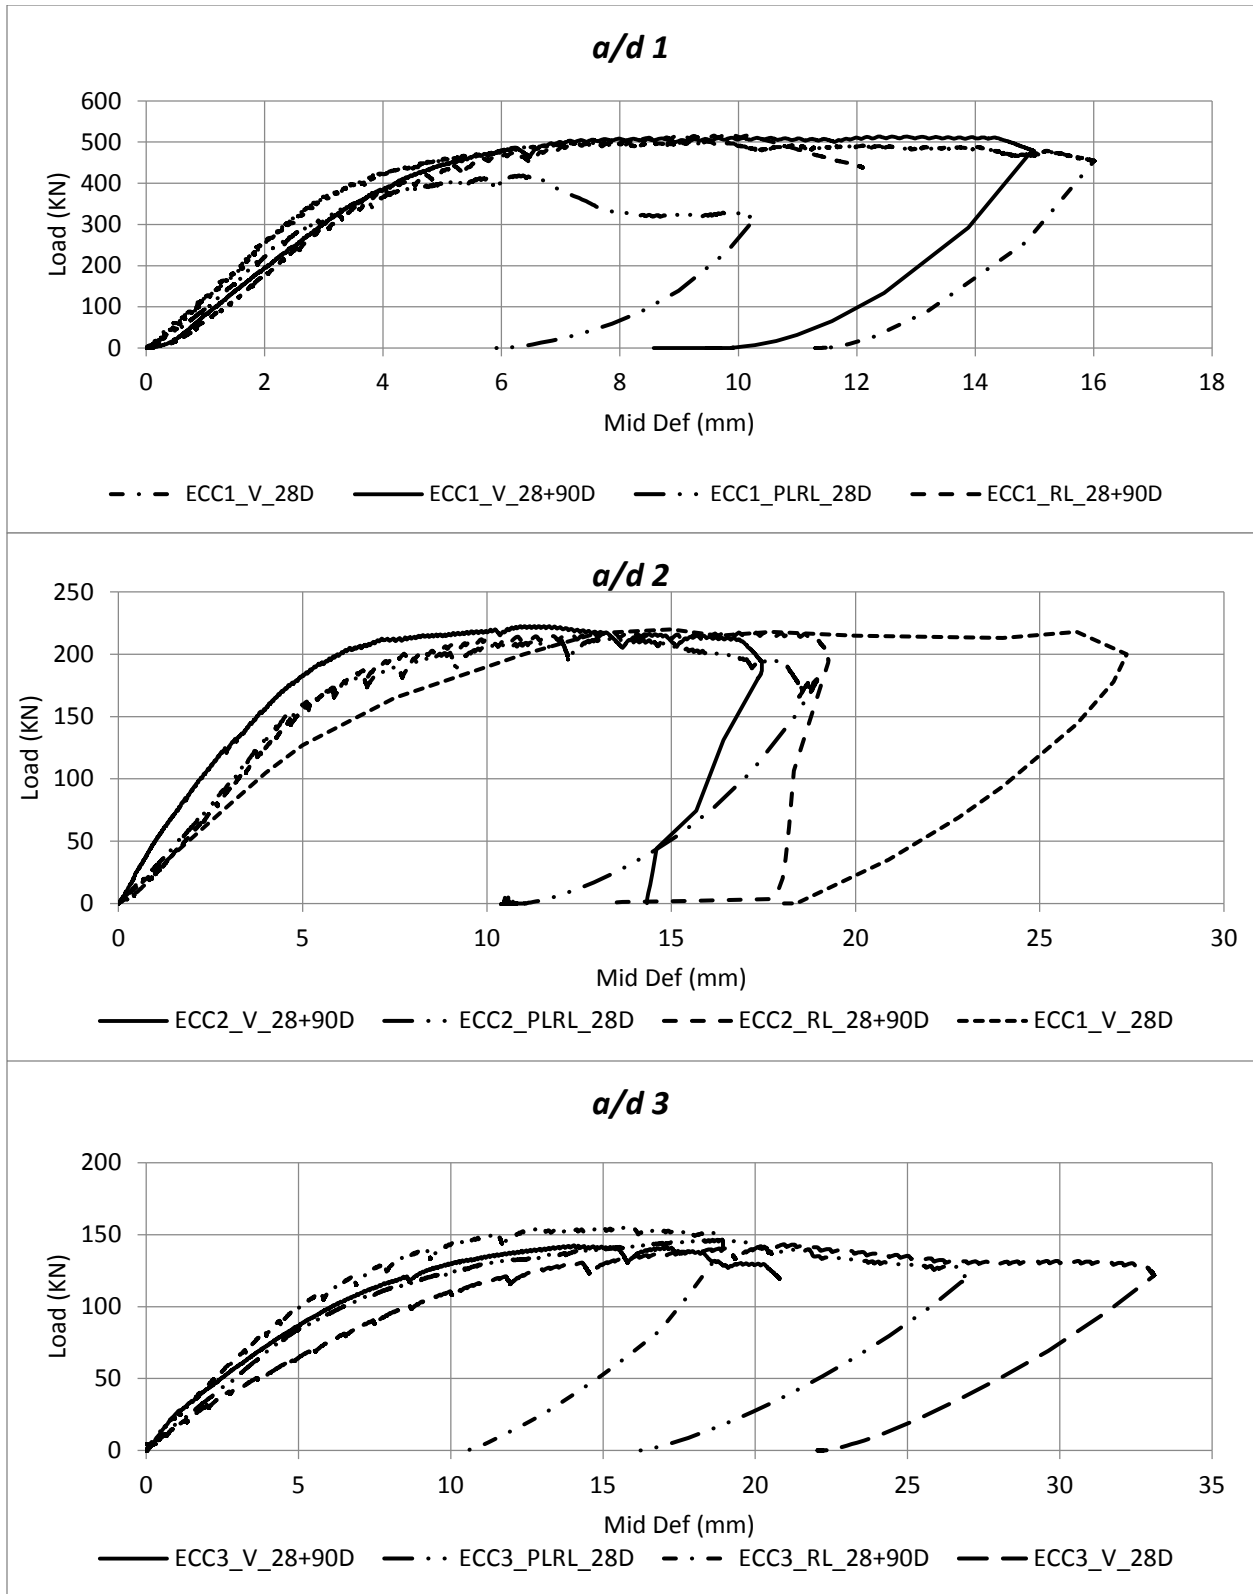 a/d 1
600
500
400
300
200
100
0
Load (KN)
0 2 4 6 8 10 12 14 16 18
Mid Def (mm)
ECC1_V_28D ECC1_V_28+90D ECC1_PLRL_28D ECC1_RL_28+90D
a/d 2
250
200
150
100
50
0
Load (KN)
0 5 10 15 20 25 30
Mid Def (mm)
ECC2_V_28+90D ECC2_PLRL_28D ECC2_RL_28+90D ECC1_V_28D
a/d 3
200
150
100
50
0
Load (KN)
0 5 10 15 20 25 30 35
Mid Def (mm)
ECC3_V_28+90D ECC3_PLRL_28D ECC3_RL_28+90D ECC3_V_28D